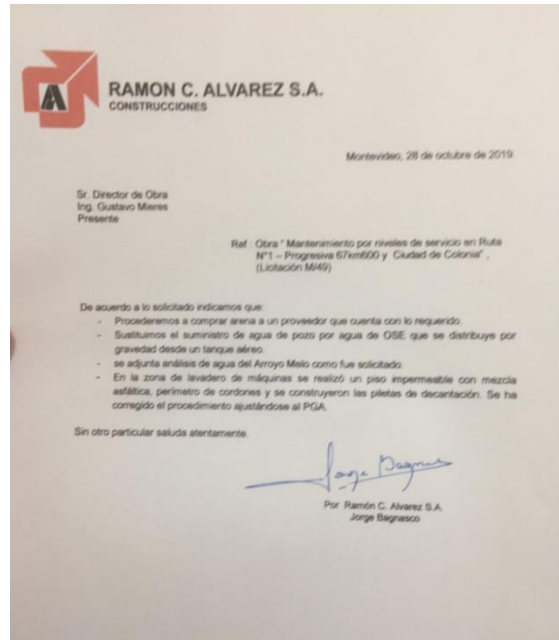 A
RAMON C. ALVAREZ S.A.
CONSTRUCCIONES
Montevideo, 28 de octubre de 2019.
Sr. Director de Obra
Ing. Gustavo Mieres
Presente
Ref.: Obra " Mantenimiento por niveles de servicio en Ruta
N°1 – Progresiva 67km600 y Ciudad de Colonia" ,
(Licitación M/49)
De acuerdo a lo solicitado indicamos que:
- Procederemos a comprar arena a un proveedor que cuenta con lo requerido.
- Sustituimos el suministro de agua de pozo por agua de OSE que se distribuye por
gravedad desde un tanque aéreo.
- se adjunta análisis de agua del Arroyo Melo como fue solicitado.
- En la zona de lavadero de máquinas se realizó un piso impermeable con mezcla
asfáltica, perímetro de cordones y se construyeron las piletas de decantación. Se ha
corregido el procedimiento ajustándose al PGA.
Sin otro particular saluda atentamente.
Jorge Bagnasco
Por. Ramón C. Alvarez S.A.
Jorge Bagnasco